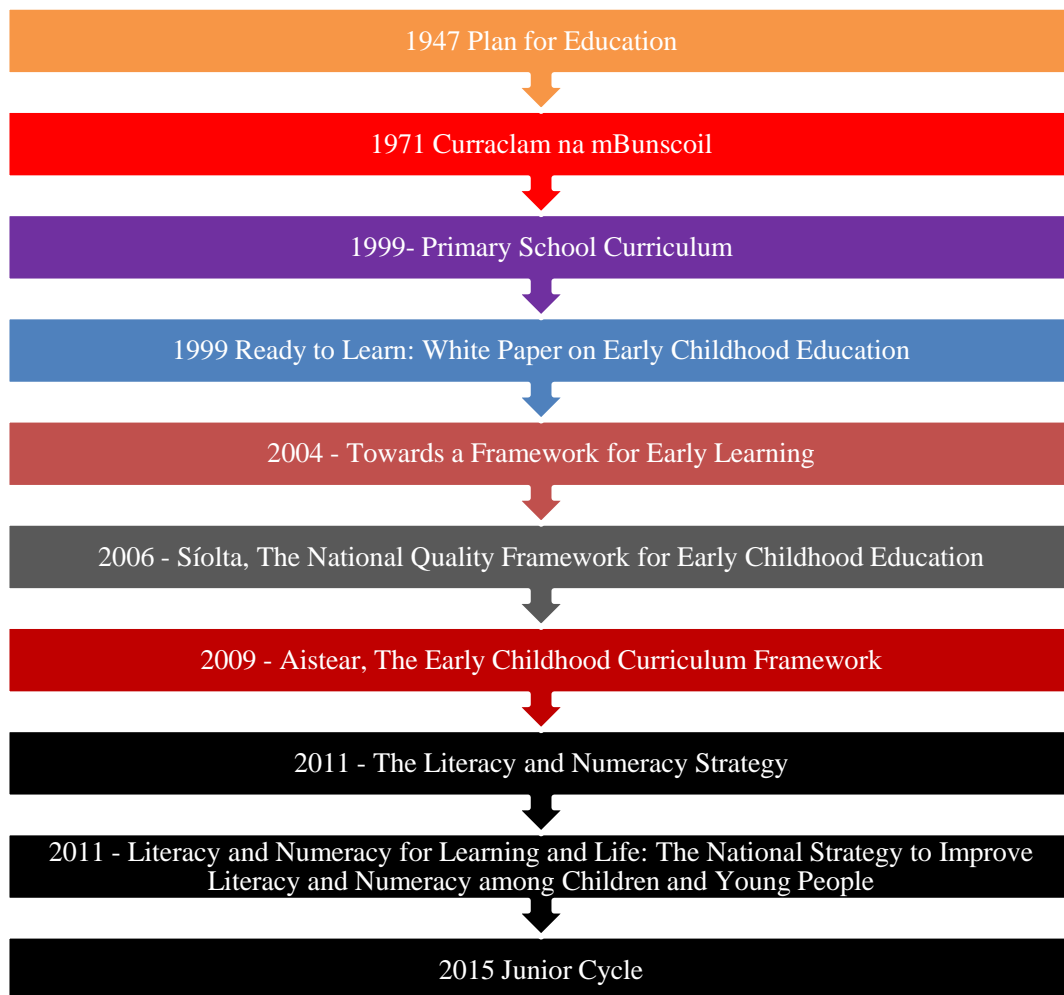 1947 Plan for Education
1971 Curraclam na mBunscoil
1999- Primary School Curriculum
1999 Ready to Learn: White Paper on Early Childhood Education
2004 - Towards a Framework for Early Learning
2006 - Síolta, The National Quality Framework for Early Childhood Education
2009 - Aistear, The Early Childhood Curriculum Framework
2011 - The Literacy and Numeracy Strategy
2011 - Literacy and Numeracy for Learning and Life: The National Strategy to Improve
Literacy and Numeracy among Children and Young People
2015 Junior Cycle